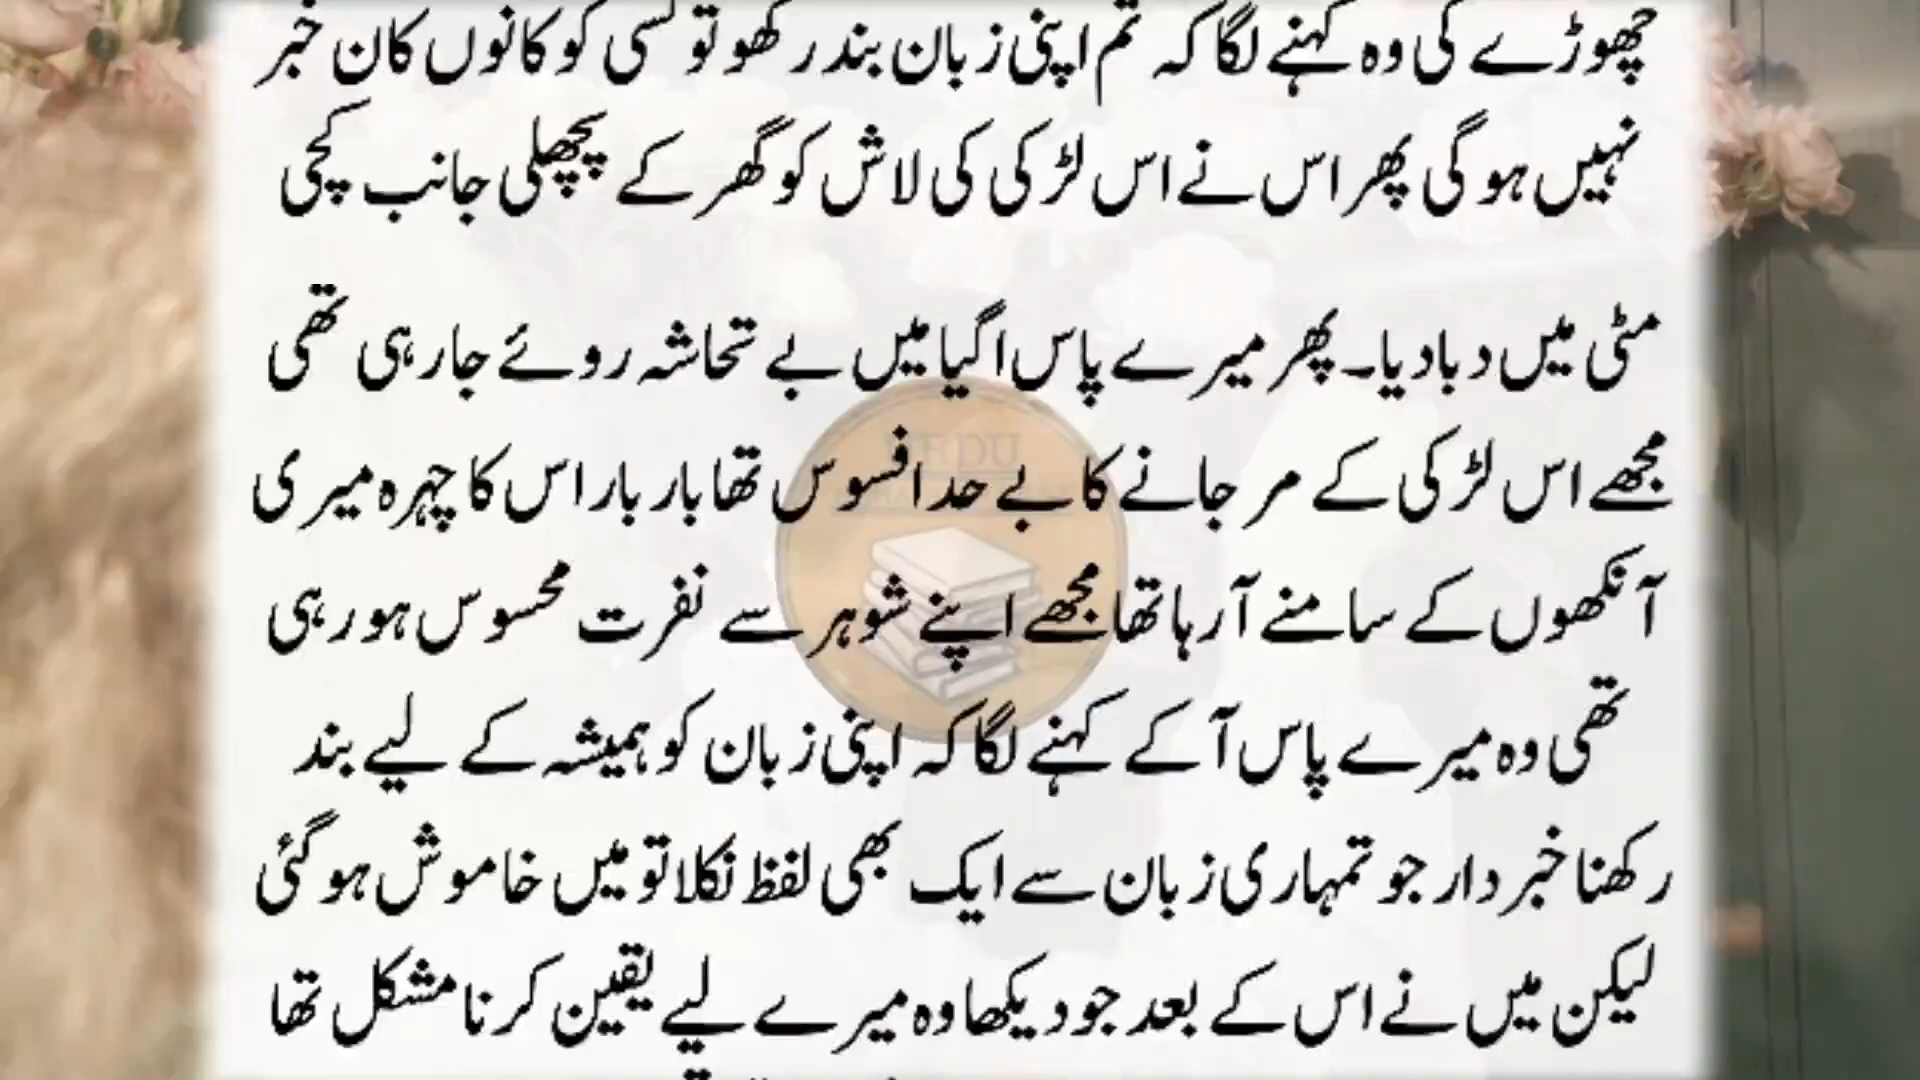 چھوڑے گی وہ کہنے لگا کہ تم اپنی زبان بند رکھو تو کسی کو کانوں کان خبر
نہیں ہو گی پھر اس نے اس لڑکی کی لاش کو گھر کے پچھلی جانب کچی
مٹی میں دبا دیا۔ پھر میرے پاس اگیا میں بے تحاشہ روئے جا رہی تھی
مجھے اس لڑکی کے مر جانے کا بے حد افسوس تھا بار بار اس کا چہرہ میری
آنکھوں کے سامنے آ رہا تھا مجھے اپنے شوہر سے نفرت محسوس ہو رہی
تھی وہ میرے پاس آ کے کہنے لگا کہ اپنی زبان کو ہمیشہ کے لیے بند
رکھنا خبر دار جو تمہاری زبان سے ایک بھی لفظ نکلا تو میں خاموش ہو گئی
لیکن میں نے اس کے بعد جو دیکھا وہ میرے لیے یقین کرنا مشکل تھا